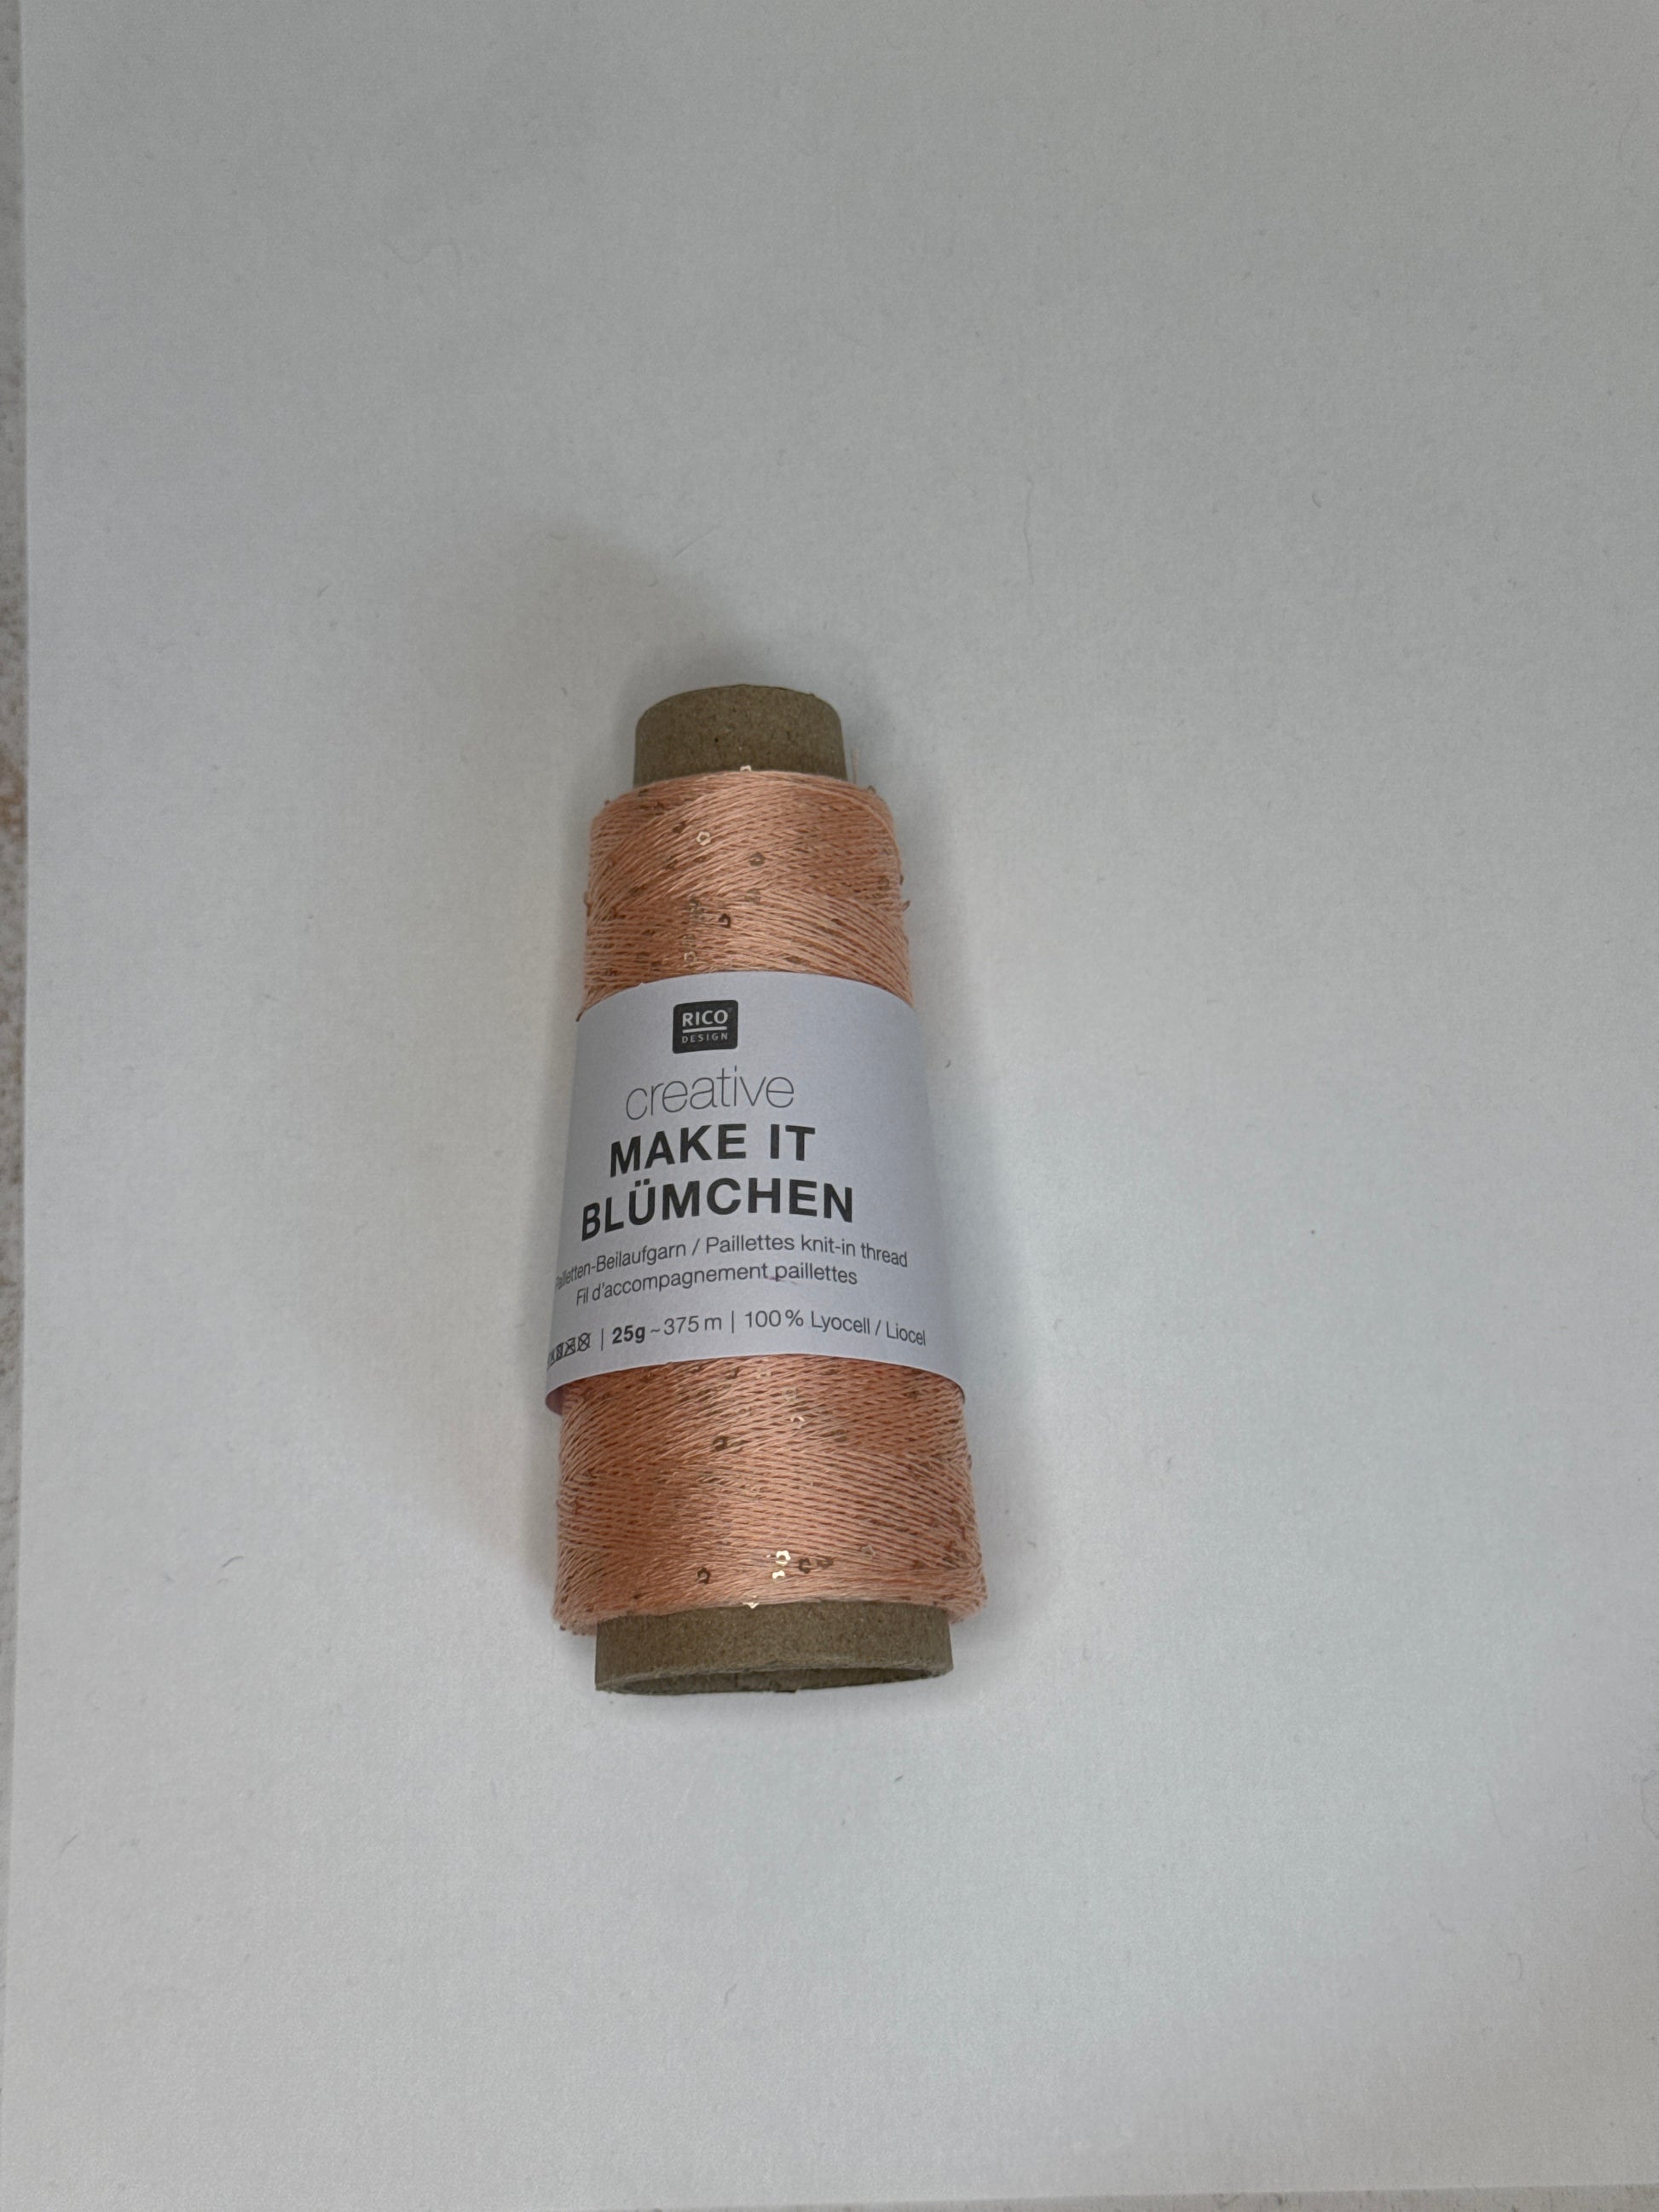 RICO
DESIGN
creative
MAKE IT
BLÜMCHEN
Pailletten-Beilaufgarn / Paillettes knit-in thread
Fil d'accompagnement paillettes
| 25g ~ 375 m | 100 % Lyocell / Liocel